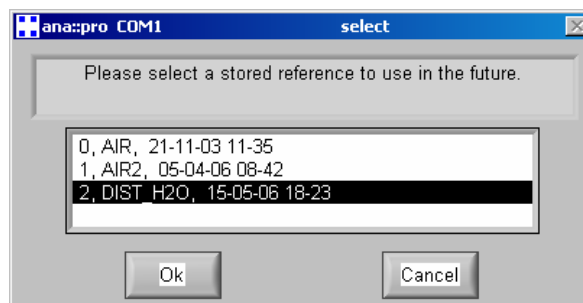 ana::pro COM1 select
Please select a stored reference to use in the future.
0, AIR, 21-11-03 11-35
1, AIR2, 05-04-06 08-42
2, DIST_H2O, 15-05-06 18-23
Ok Cancel